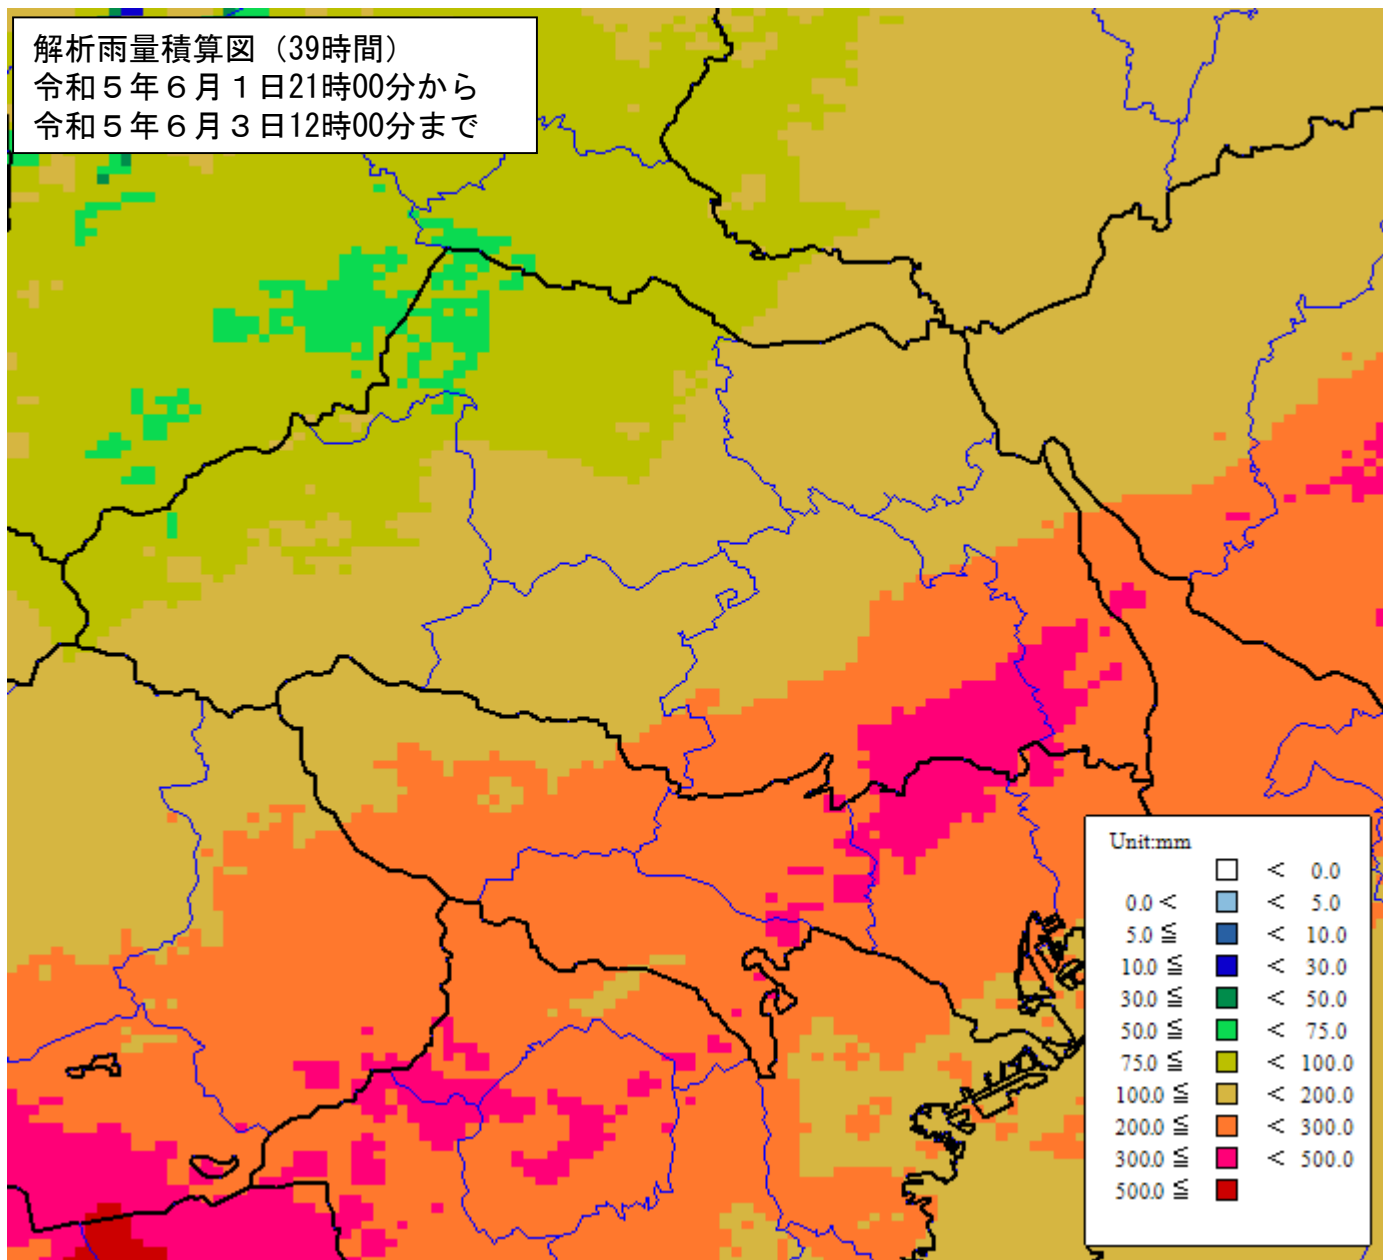 解析雨量積算図（39時間）
令和５年６月１日21時00分から
令和５年６月３日12時00分まで
Unit:mm
< 0.0
0.0 < < 5.0
5.0 ≦ < 10.0
10.0 ≦ < 30.0
30.0 ≦ < 50.0
50.0 ≦ < 75.0
75.0 ≦ < 100.0
100.0 ≦ < 200.0
200.0 ≦ < 300.0
300.0 ≦ < 500.0
500.0 ≦